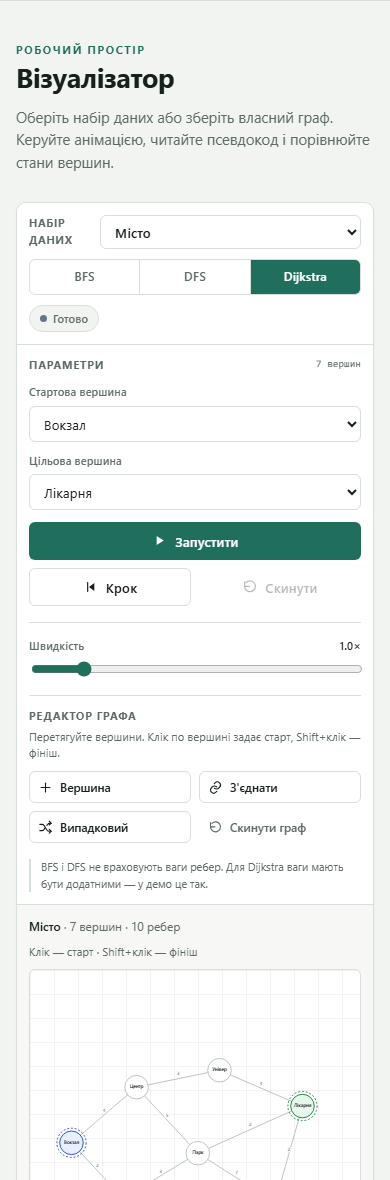 РОБОЧИЙ ПРОСТІР
Візуалізатор
Оберіть набір даних або зберіть власний граф.
Керуйте анімацією, читайте псевдокод і порівнюйте
стани вершин.
НАБІР
ДАНИХ
Місто
BFS DFS Dijkstra
Готово
ПАРАМЕТРИ 7 вершин
Стартова вершина
Вокзал
Цільова вершина
Лікарня
Запустити
Крок Скинути
Швидкість 1.0×
РЕДАКТОР ГРАФА
Перетягуйте вершини. Клік по вершині задає старт, Shift+клік —
фініш.
Вершина З'єднати
Випадковий Скинути граф
BFS і DFS не враховують ваги ребер. Для Dijkstra ваги мають
бути додатними — у демо це так.
Місто · 7 вершин · 10 ребер
Клік — старт · Shift+клік — фініш
Універ
Центр
Лікарня
Вокзал
Парк